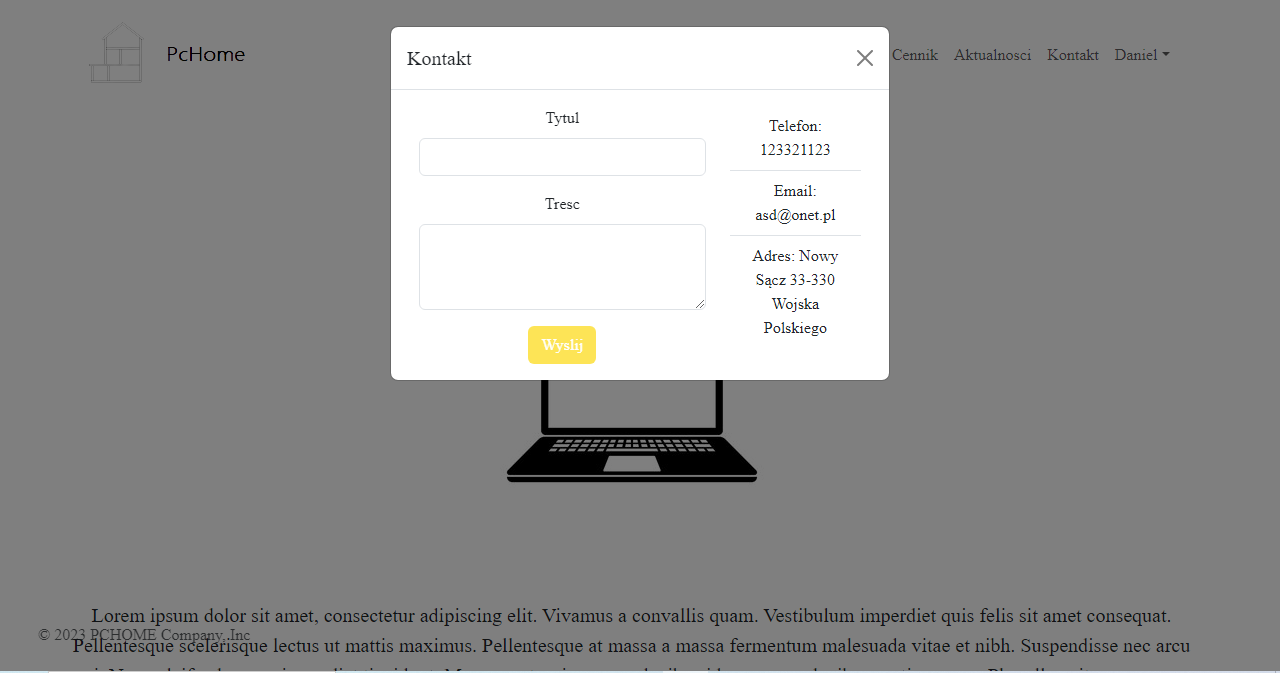 PcHome
Cennik Aktualnosci Kontakt Daniel
Kontakt
Tytul
Tresc
Wyslij
Telefon:
123321123
Email:
asd@onet.pl
Adres: Nowy
Sącz 33-330
Wojska
Polskiego
Lorem ipsum dolor sit amet, consectetur adipiscing elit. Vivamus a convallis quam. Vestibulum imperdiet quis felis sit amet consequat.
© 2023 PCHOME Company, Inc
Pellentesque scelerisque lectus ut mattis maximus. Pellentesque at massa a massa fermentum malesuada vitae et nibh. Suspendisse nec arcu